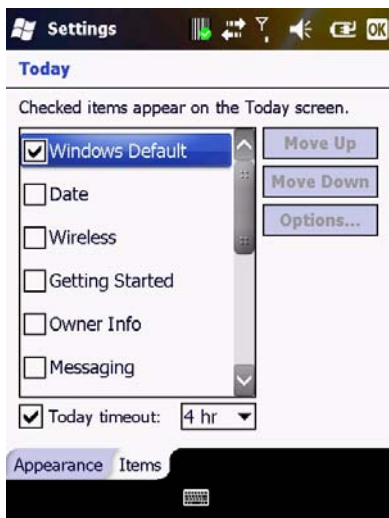 Settings OK
Today
Checked items appear on the Today screen.
Windows Default
Move Up
Date
Move Down
Wireless
Options...
Getting Started
Owner Info
Messaging
Today timeout: 4 hr
Appearance Items